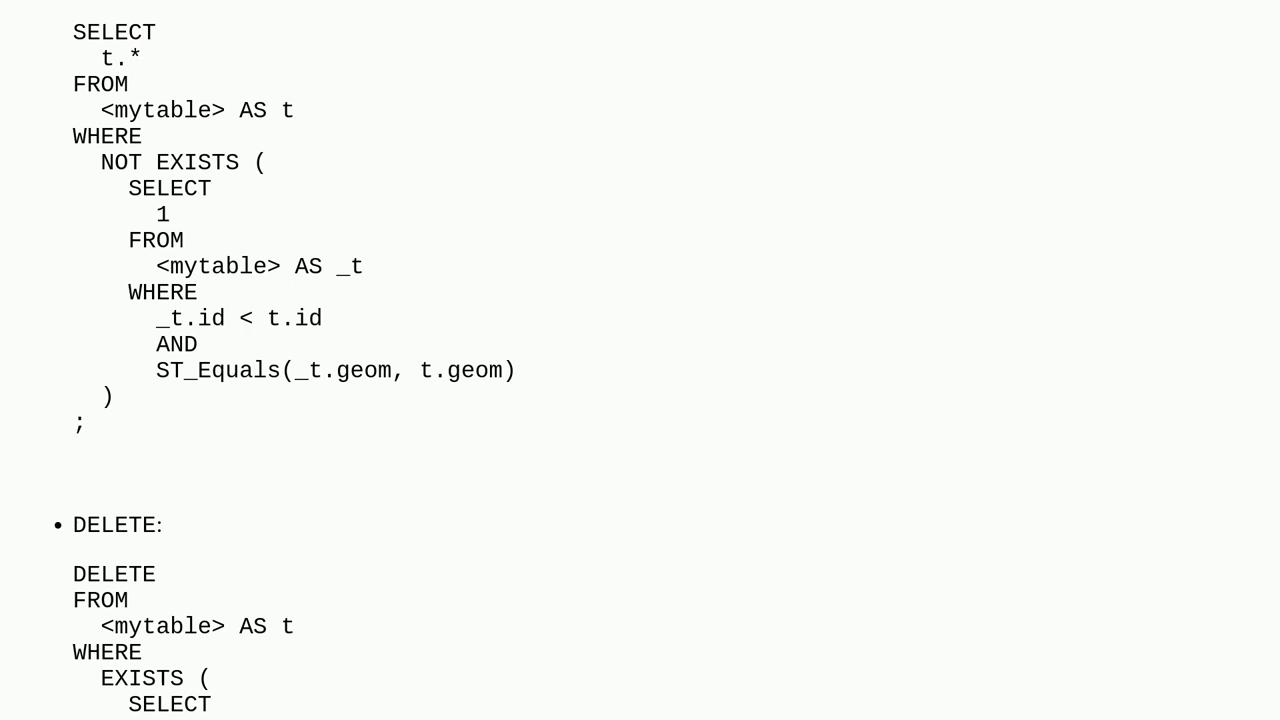 SELECT
  t.*
FROM
  <mytable> AS t
WHERE
  NOT EXISTS (
    SELECT
      1
    FROM
      <mytable> AS _t
    WHERE
      _t.id < t.id
      AND
      ST_Equals(_t.geom, t.geom)
  )
;
• DELETE:
DELETE
FROM
  <mytable> AS t
WHERE
  EXISTS (
    SELECT